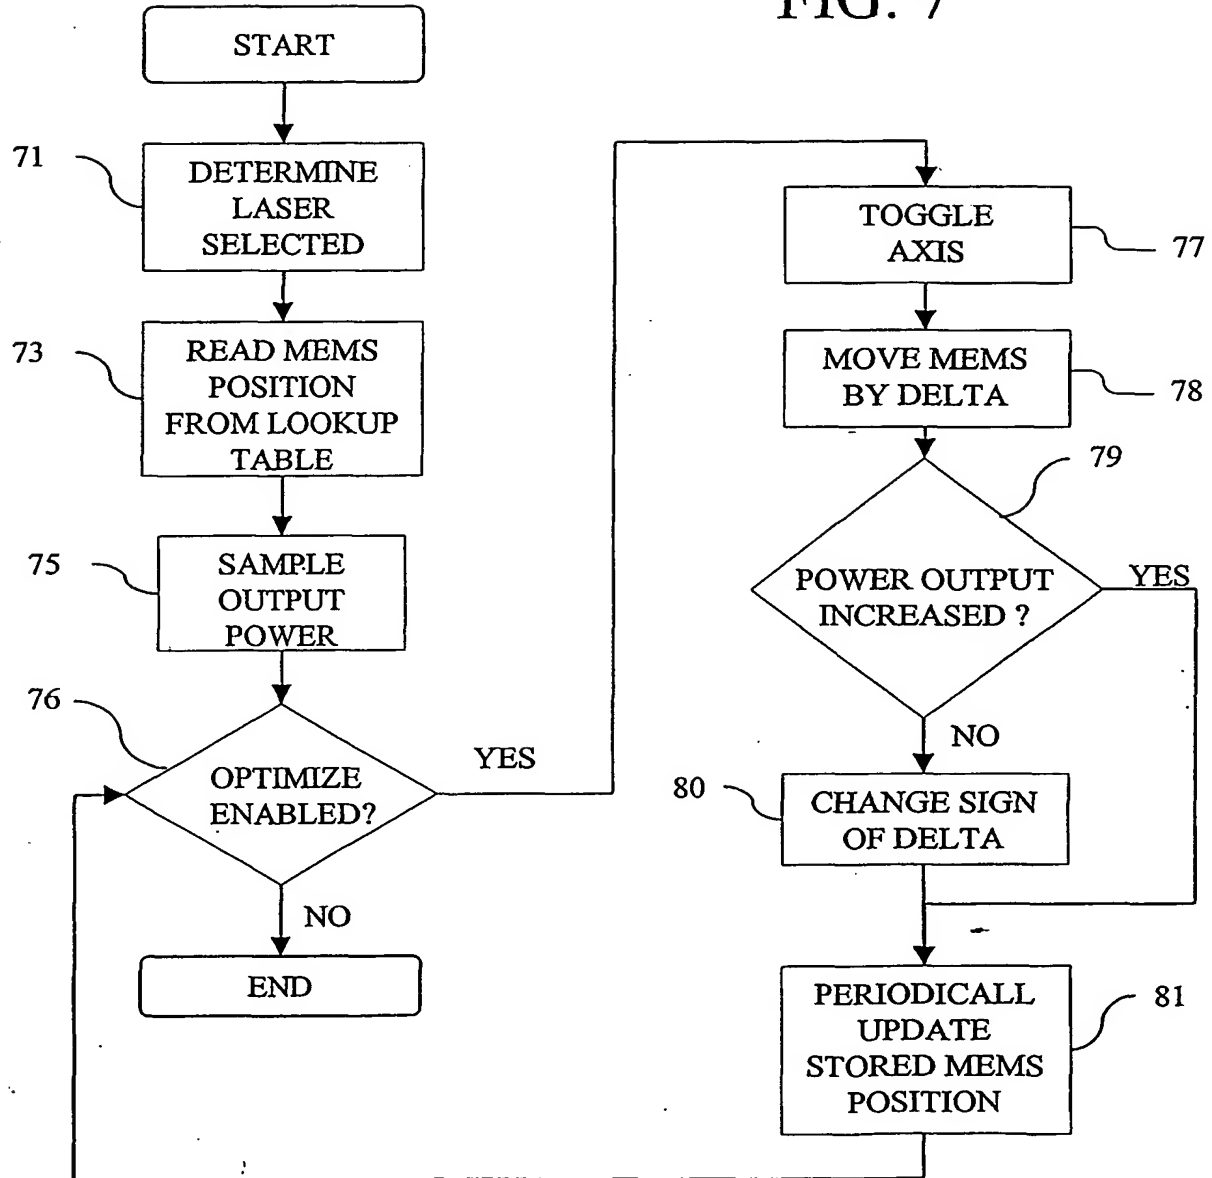 FIG. 7
START
71
DETERMINE
LASER
SELECTED
73
READ MEMS
POSITION
FROM LOOKUP
TABLE
75
SAMPLE
OUTPUT
POWER
76
OPTIMIZE
ENABLED?
YES
NO
END
TOGGLE
AXIS
77
MOVE MEMS
BY DELTA
78
79
POWER OUTPUT
INCREASED ?
YES
NO
80
CHANGE SIGN
OF DELTA
PERIODICALL
UPDATE
STORED MEMS
POSITION
81